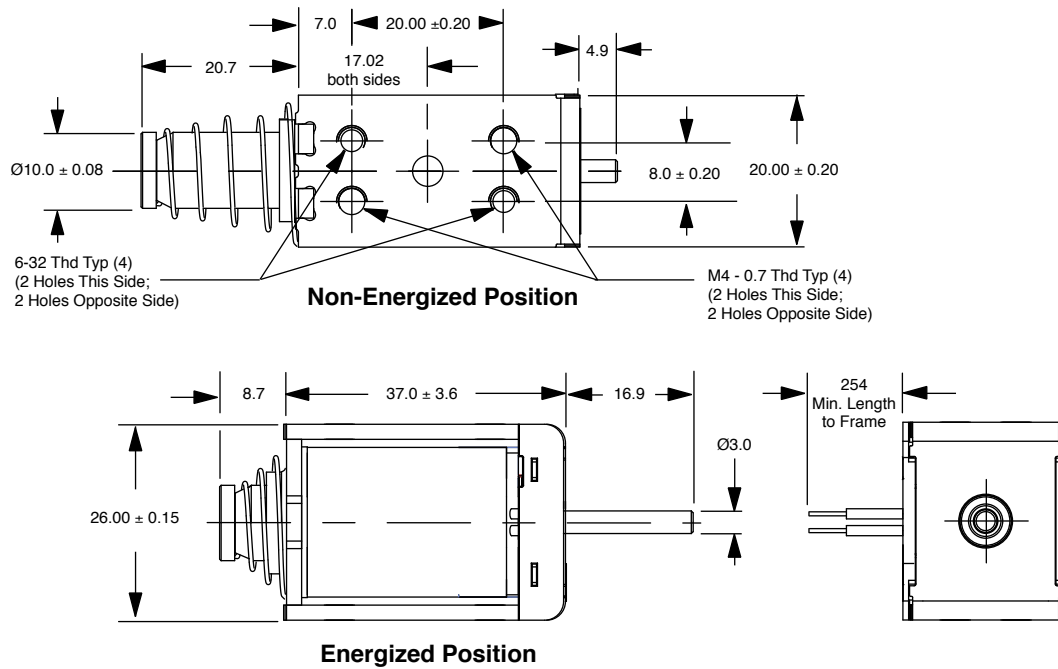 7.0
20.00 ±0.20
4.9
20.7
17.02
both sides
Ø10.0 ± 0.08
8.0 ± 0.20
20.00 ± 0.20
6-32 Thd Typ (4)
(2 Holes This Side;
2 Holes Opposite Side)
Non-Energized Position
M4 - 0.7 Thd Typ (4)
(2 Holes This Side;
2 Holes Opposite Side)
8.7
37.0 ± 3.6
16.9
254
Min. Length
to Frame
Ø3.0
26.00 ± 0.15
Energized Position